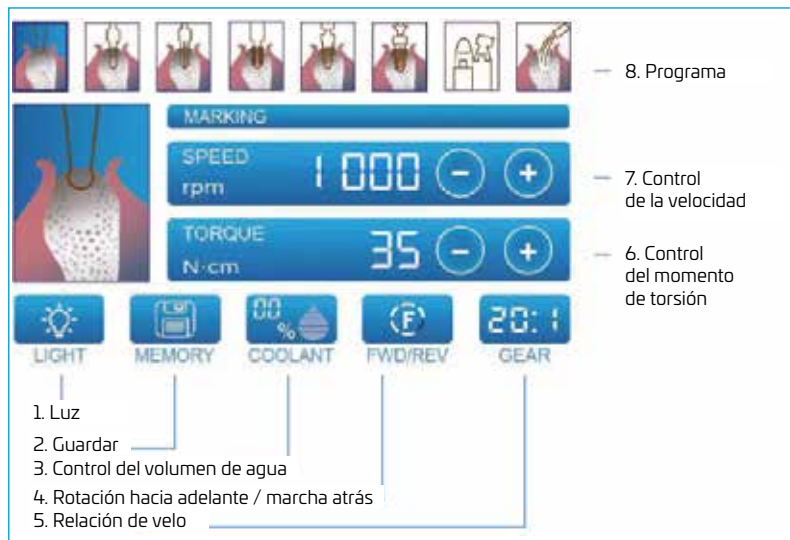 8. Programa
MARKING
SPEED
rpm
1000
- +
7. Control
de la velocidad
TORQUE
N·cm
35
- +
6. Control
del momento
de torsión
00
%
F
20:1
LIGHT
MEMORY
COOLANT
FWD/REV
GEAR
1. Luz
2. Guardar
3. Control del volumen de agua
4. Rotación hacia adelante / marcha atrás
5. Relación de velo